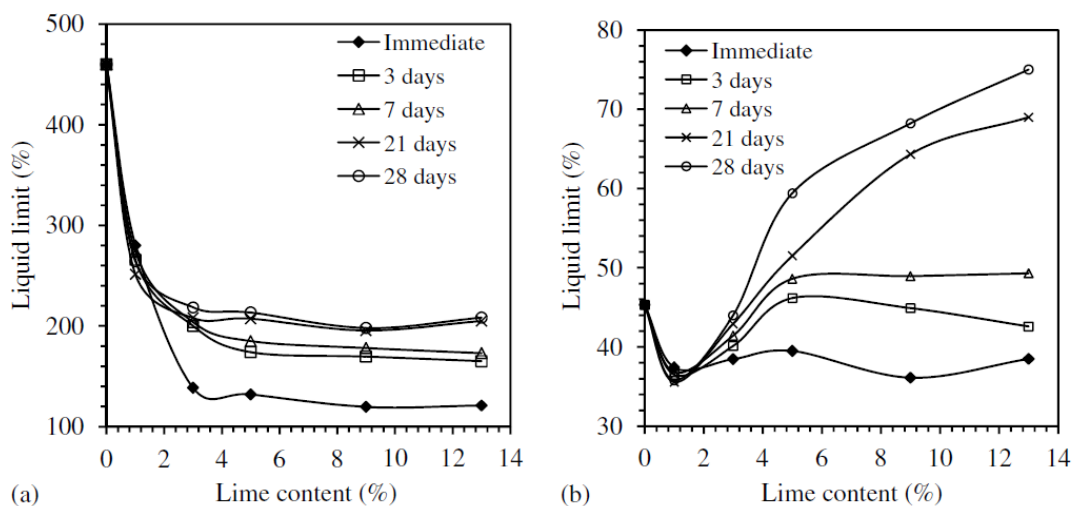 500
400
300
200
100
Liquid limit (%)
Immediate
3 days
7 days
21 days
28 days
0 2 4 6 8 10 12 14
Lime content (%)
(a)
80
70
60
50
40
30
Liquid limit (%)
Immediate
3 days
7 days
21 days
28 days
0 2 4 6 8 10 12 14
Lime content (%)
(b)